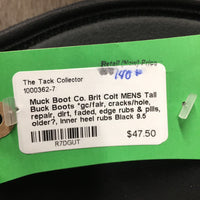 Retail (New) Price
140
The Tack Collector
1000362-7
Muck Boot Co. Brit Colt MENS Tall
Buck Boots *gc/fair, cracks/hole,
repair, dirt, faded, edge rubs & pills,
older?, inner heel rubs Black 9.5
$47.50
R7DGUT